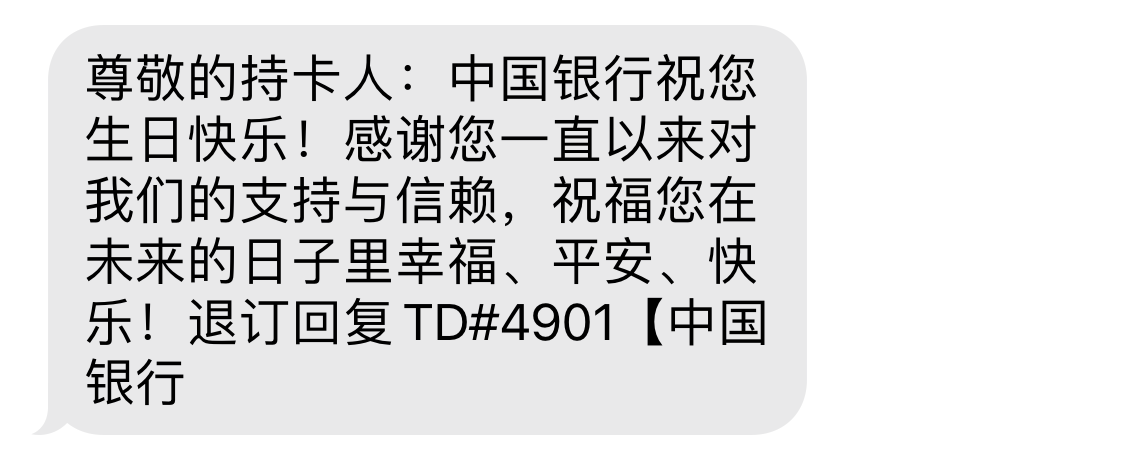 尊敬的持卡人：中国银行祝您
生日快乐！感谢您一直以来对
我们的支持与信赖，祝福您在
未来的日子里幸福、平安、快
乐！退订回复 TD#4901【中国
银行